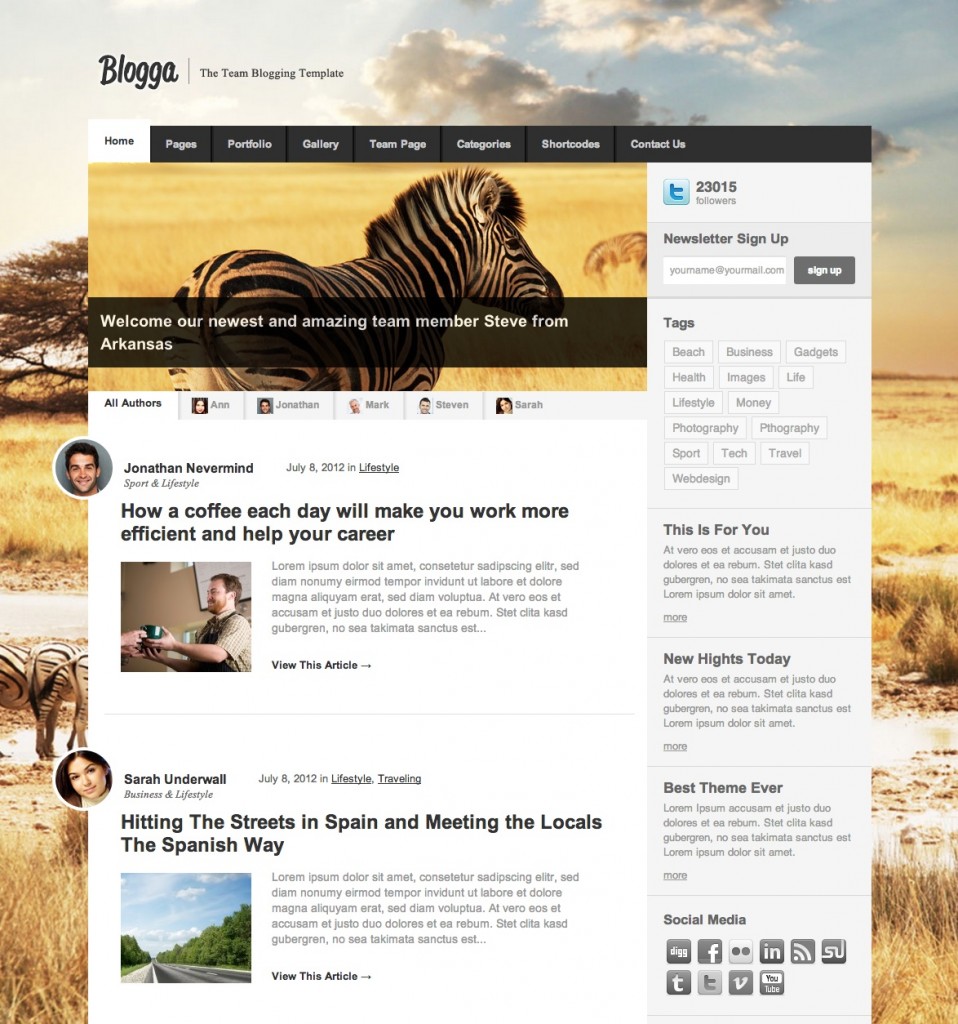 Blogga
The Team Blogging Template
Home
Pages
Portfolio
Gallery
Team Page
Categories
Shortcodes
Contact Us
Welcome our newest and amazing team member Steve from
Arkansas
All Authors
Ann
Jonathan
Mark
Steven
Sarah
Jonathan Nevermind
July 8, 2012 in Lifestyle
Sport & Lifestyle
How a coffee each day will make you work more
efficient and help your career
Lorem ipsum dolor sit amet, consetetur sadipscing elitr, sed
diam nonumy eirmod tempor invidunt ut labore et dolore
magna aliquyam erat, sed diam voluptua. At vero eos et
accusam et justo duo dolores et ea rebum. Stet clita kasd
gubergren, no sea takimata sanctus est...
View This Article →
Sarah Underwall
July 8, 2012 in Lifestyle, Traveling
Business & Lifestyle
Hitting The Streets in Spain and Meeting the Locals
The Spanish Way
Lorem ipsum dolor sit amet, consetetur sadipscing elitr, sed
diam nonumy eirmod tempor invidunt ut labore et dolore
magna aliquyam erat, sed diam voluptua. At vero eos et
accusam et justo duo dolores et ea rebum. Stet clita kasd
gubergren, no sea takimata sanctus est...
View This Article →
23015
followers
Newsletter Sign Up
yourname@yourmail.com
sign up
Tags
Beach
Business
Gadgets
Health
Images
Life
Lifestyle
Money
Photography
Pthography
Sport
Tech
Travel
Webdesign
This Is For You
At vero eos et accusam et justo duo
dolores et ea rebum. Stet clita kasd
gubergren, no sea takimata sanctus est
Lorem ipsum dolor sit amet.
more
New Hights Today
At vero eos et accusam et justo duo
dolores et ea rebum. Stet clita kasd
gubergren, no sea takimata sanctus est
Lorem ipsum dolor sit amet.
more
Best Theme Ever
Lorem Ipsum accusam et justo duo
dolores et ea rebum. Stet clita kasd
gubergren, no sea takimata sanctus est
Lorem ipsum dolor sit amet.
more
Social Media
digg
f
in
t
t
v
You
Tube